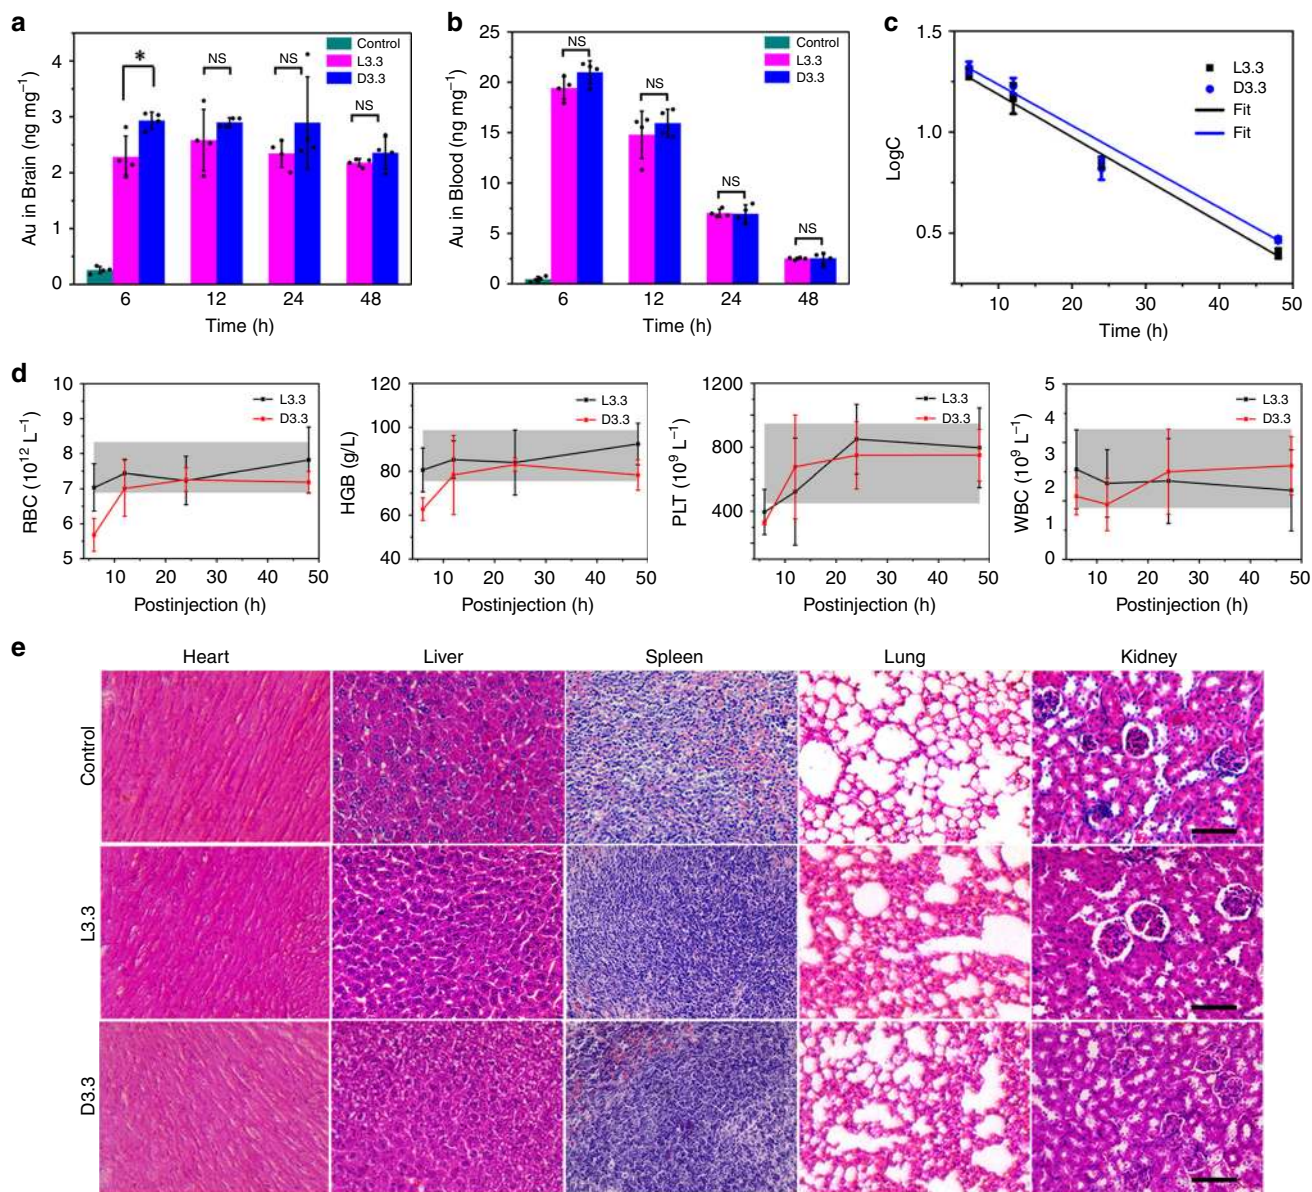 a
Au in Brain (ng mg⁻¹)
4
3
2
1
0
* NS NS NS
Control
L3.3
D3.3
6 12 24 48
Time (h)
b
Au in Blood (ng mg⁻¹)
25
20
15
10
5
0
NS NS NS NS
Control
L3.3
D3.3
6 12 24 48
Time (h)
c
LogC
1.5
1.0
0.5
L3.3
D3.3
Fit
Fit
10 20 30 40 50
Time (h)
d
RBC (10¹² L⁻¹)
10
9
8
7
6
5
L3.3
D3.3
10 20 30 40 50
Postinjection (h)
HGB (g/L)
120
100
80
60
40
L3.3
D3.3
10 20 30 40 50
Postinjection (h)
PLT (10⁹ L⁻¹)
1200
800
400
L3.3
D3.3
10 20 30 40 50
Postinjection (h)
WBC (10⁹ L⁻¹)
5
4
3
2
1
0
L3.3
D3.3
10 20 30 40 50
Postinjection (h)
e
Heart Liver Spleen Lung Kidney
Control
L3.3
D3.3